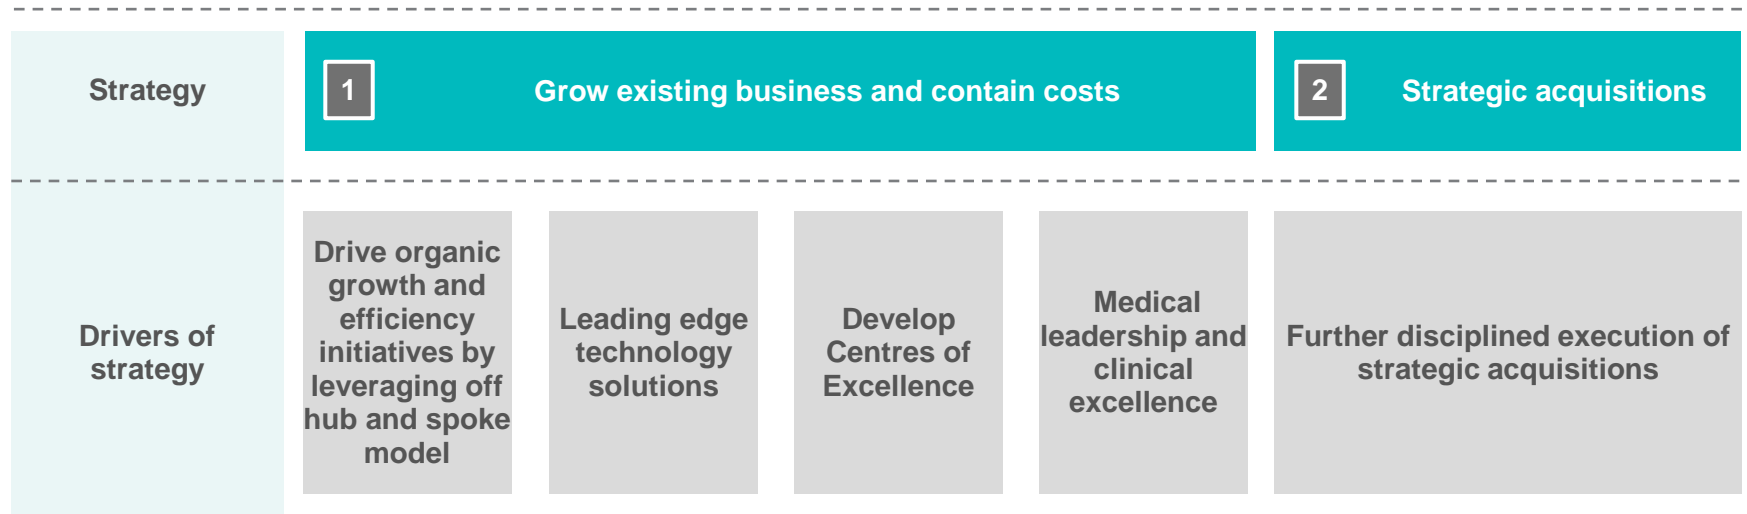 Strategy
1
Grow existing business and contain costs
2
Strategic acquisitions
Drivers of
strategy
Drive organic
growth and
efficiency
initiatives by
leveraging off
hub and spoke
model
Leading edge
technology
solutions
Develop
Centres of
Excellence
Medical
leadership and
clinical
excellence
Further disciplined execution of
strategic acquisitions